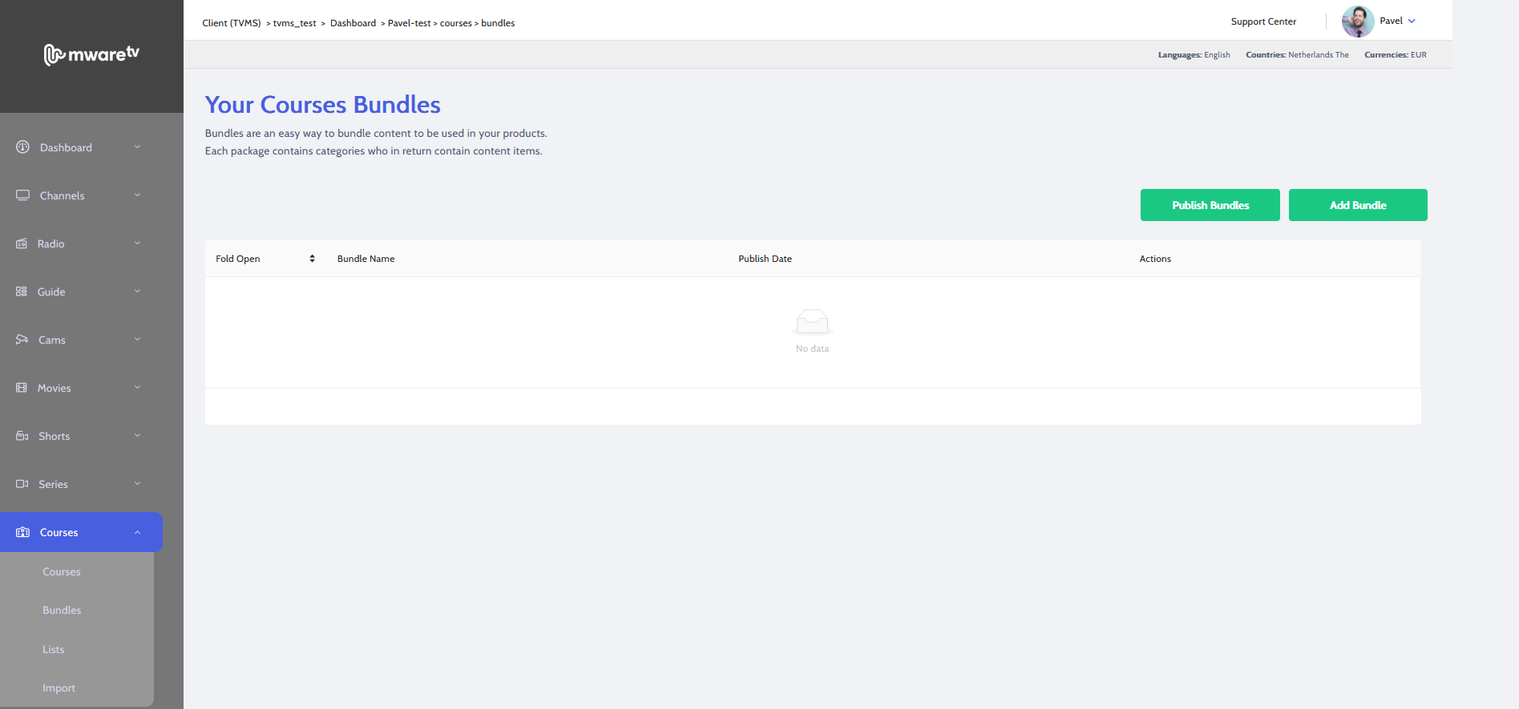 mwaretv
Client (TVMS) > tvms_test > Dashboard > Pavel-test > courses > bundles
Support Center
Pavel
Languages: English Countries: Netherlands The Currencies: EUR
Dashboard
Channels
Radio
Guide
Cams
Movies
Shorts
Series
Courses
Courses
Bundles
Lists
Import
Your Courses Bundles
Bundles are an easy way to bundle content to be used in your products.
Each package contains categories who in return contain content items.
Publish Bundles
Add Bundle
Fold Open Bundle Name Publish Date Actions
No data